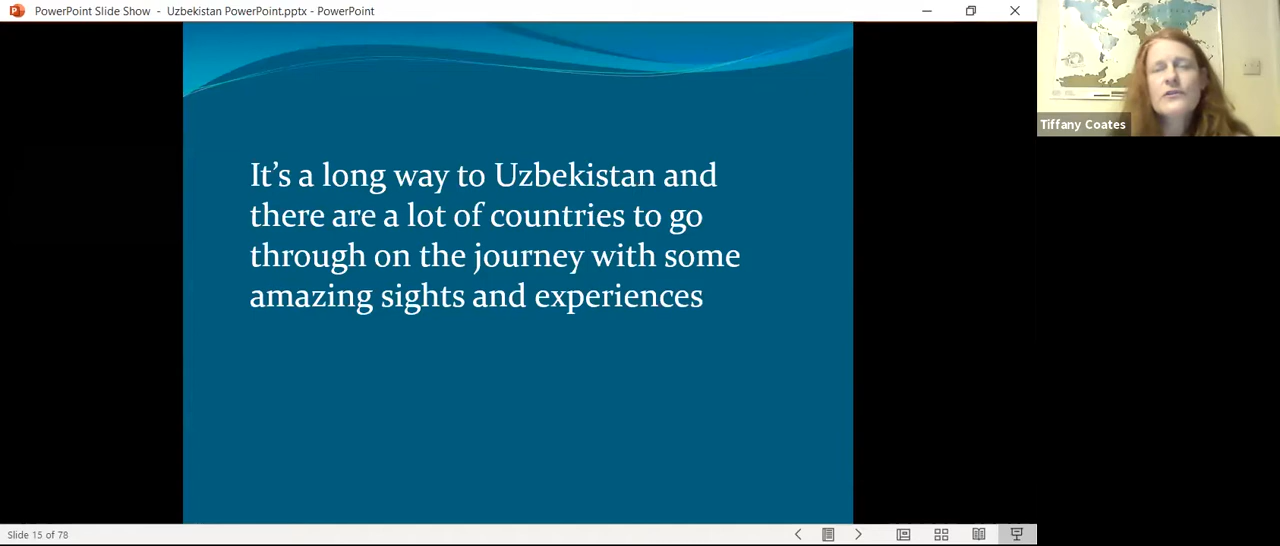 PowerPoint Slide Show - Uzbekistan PowerPoint.pptx - PowerPoint
Tiffany Coates
It’s a long way to Uzbekistan and
there are a lot of countries to go
through on the journey with some
amazing sights and experiences
Slide 15 of 78